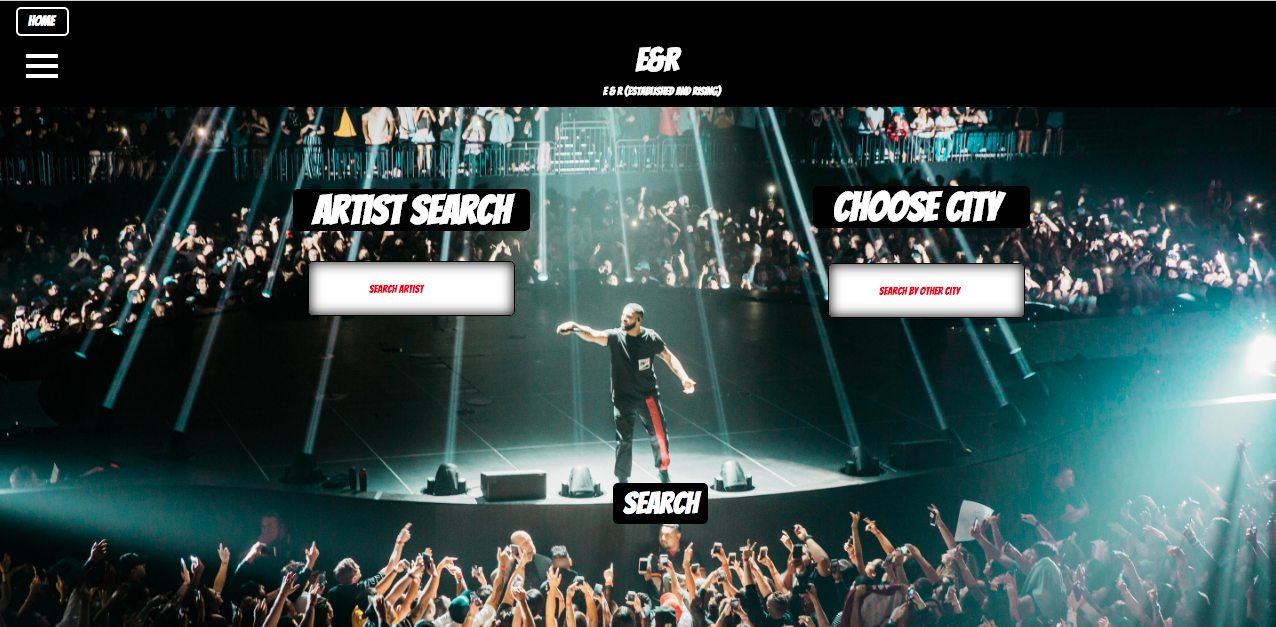 HOME
E&R
E & R (ESTABLISHED AND RISING)
ARTIST SEARCH
CHOOSE CITY
SEARCH ARTIST
SEARCH BY OTHER CITY
SEARCH